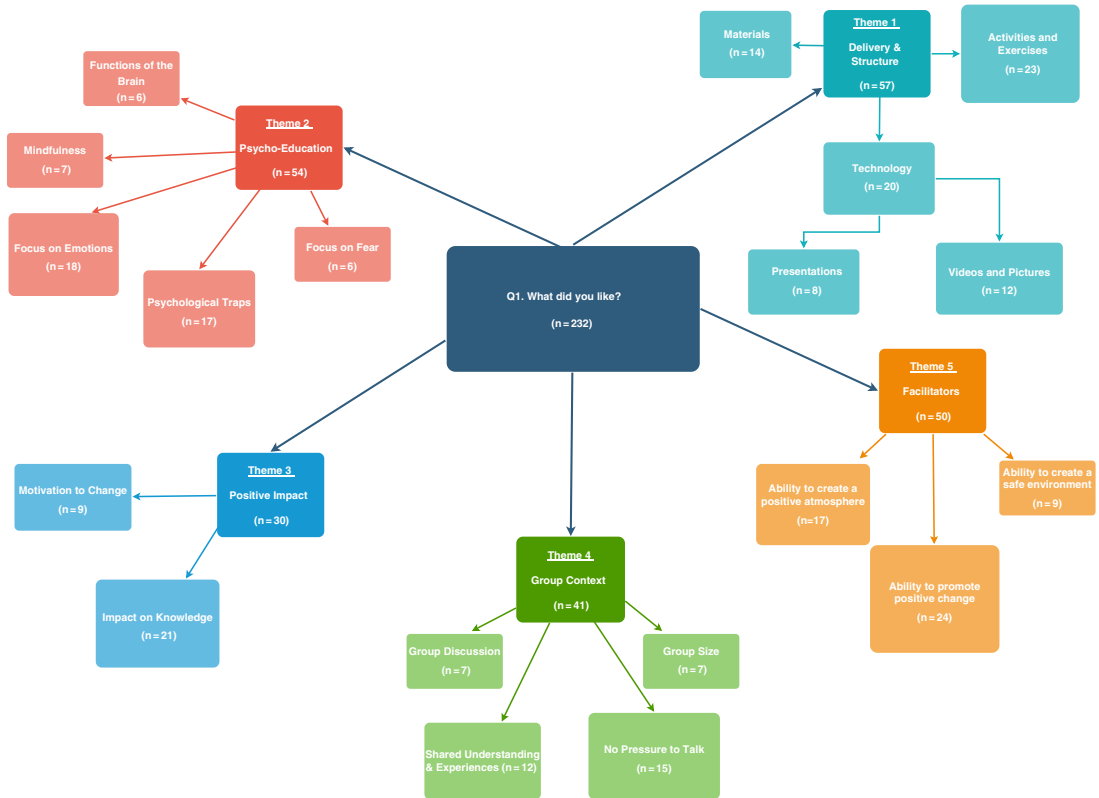 Q1. What did you like?
(n=232)
Theme 1
Delivery &
Structure
(n=57)
Materials
(n=14)
Activities and
Exercises
(n=23)
Technology
(n=20)
Presentations
(n=8)
Videos and Pictures
(n=12)
Theme 2
Psycho-Education
(n=54)
Functions of the
Brain
(n=6)
Mindfulness
(n=7)
Focus on Emotions
(n=18)
Psychological Traps
(n=17)
Focus on Fear
(n=6)
Theme 3
Positive Impact
(n=30)
Motivation to Change
(n=9)
Impact on Knowledge
(n=21)
Theme 4
Group Context
(n=41)
Group Discussion
(n=7)
Shared Understanding
& Experiences (n=12)
No Pressure to Talk
(n=15)
Group Size
(n=7)
Theme 5
Facilitators
(n=50)
Ability to create a
positive atmosphere
(n=17)
Ability to promote
positive change
(n=24)
Ability to create a
safe environment
(n=9)